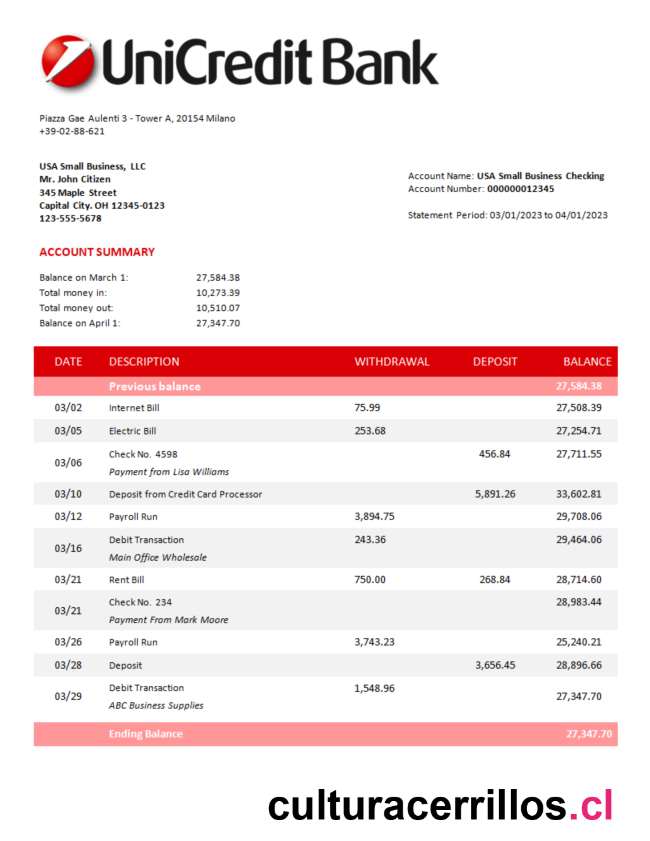 UniCredit Bank
Piazza Gae Aulenti 3 - Tower A, 20154 Milano
+39-02-88-621
USA Small Business, LLC
Mr. John Citizen
345 Maple Street
Capital City. OH 12345-0123
123-555-5678
Account Name: USA Small Business Checking
Account Number: 000000012345
Statement Period: 03/01/2023 to 04/01/2023
ACCOUNT SUMMARY
Balance on March 1: 27,584.38
Total money in: 10,273.39
Total money out: 10,510.07
Balance on April 1: 27,347.70
DATE DESCRIPTION WITHDRAWAL DEPOSIT BALANCE
Previous balance 27,584.38
03/02 Internet Bill 75.99 27,508.39
03/05 Electric Bill 253.68 27,254.71
03/06 Check No. 4598 456.84 27,711.55
Payment from Lisa Williams
03/10 Deposit from Credit Card Processor 5,891.26 33,602.81
03/12 Payroll Run 3,894.75 29,708.06
03/16 Debit Transaction 243.36 29,464.06
Main Office Wholesale
03/21 Rent Bill 750.00 268.84 28,714.60
03/21 Check No. 234 28,983.44
Payment From Mark Moore
03/26 Payroll Run 3,743.23 25,240.21
03/28 Deposit 3,656.45 28,896.66
03/29 Debit Transaction 1,548.96 27,347.70
ABC Business Supplies
Ending Balance 27,347.70
culturacerrillos.cl